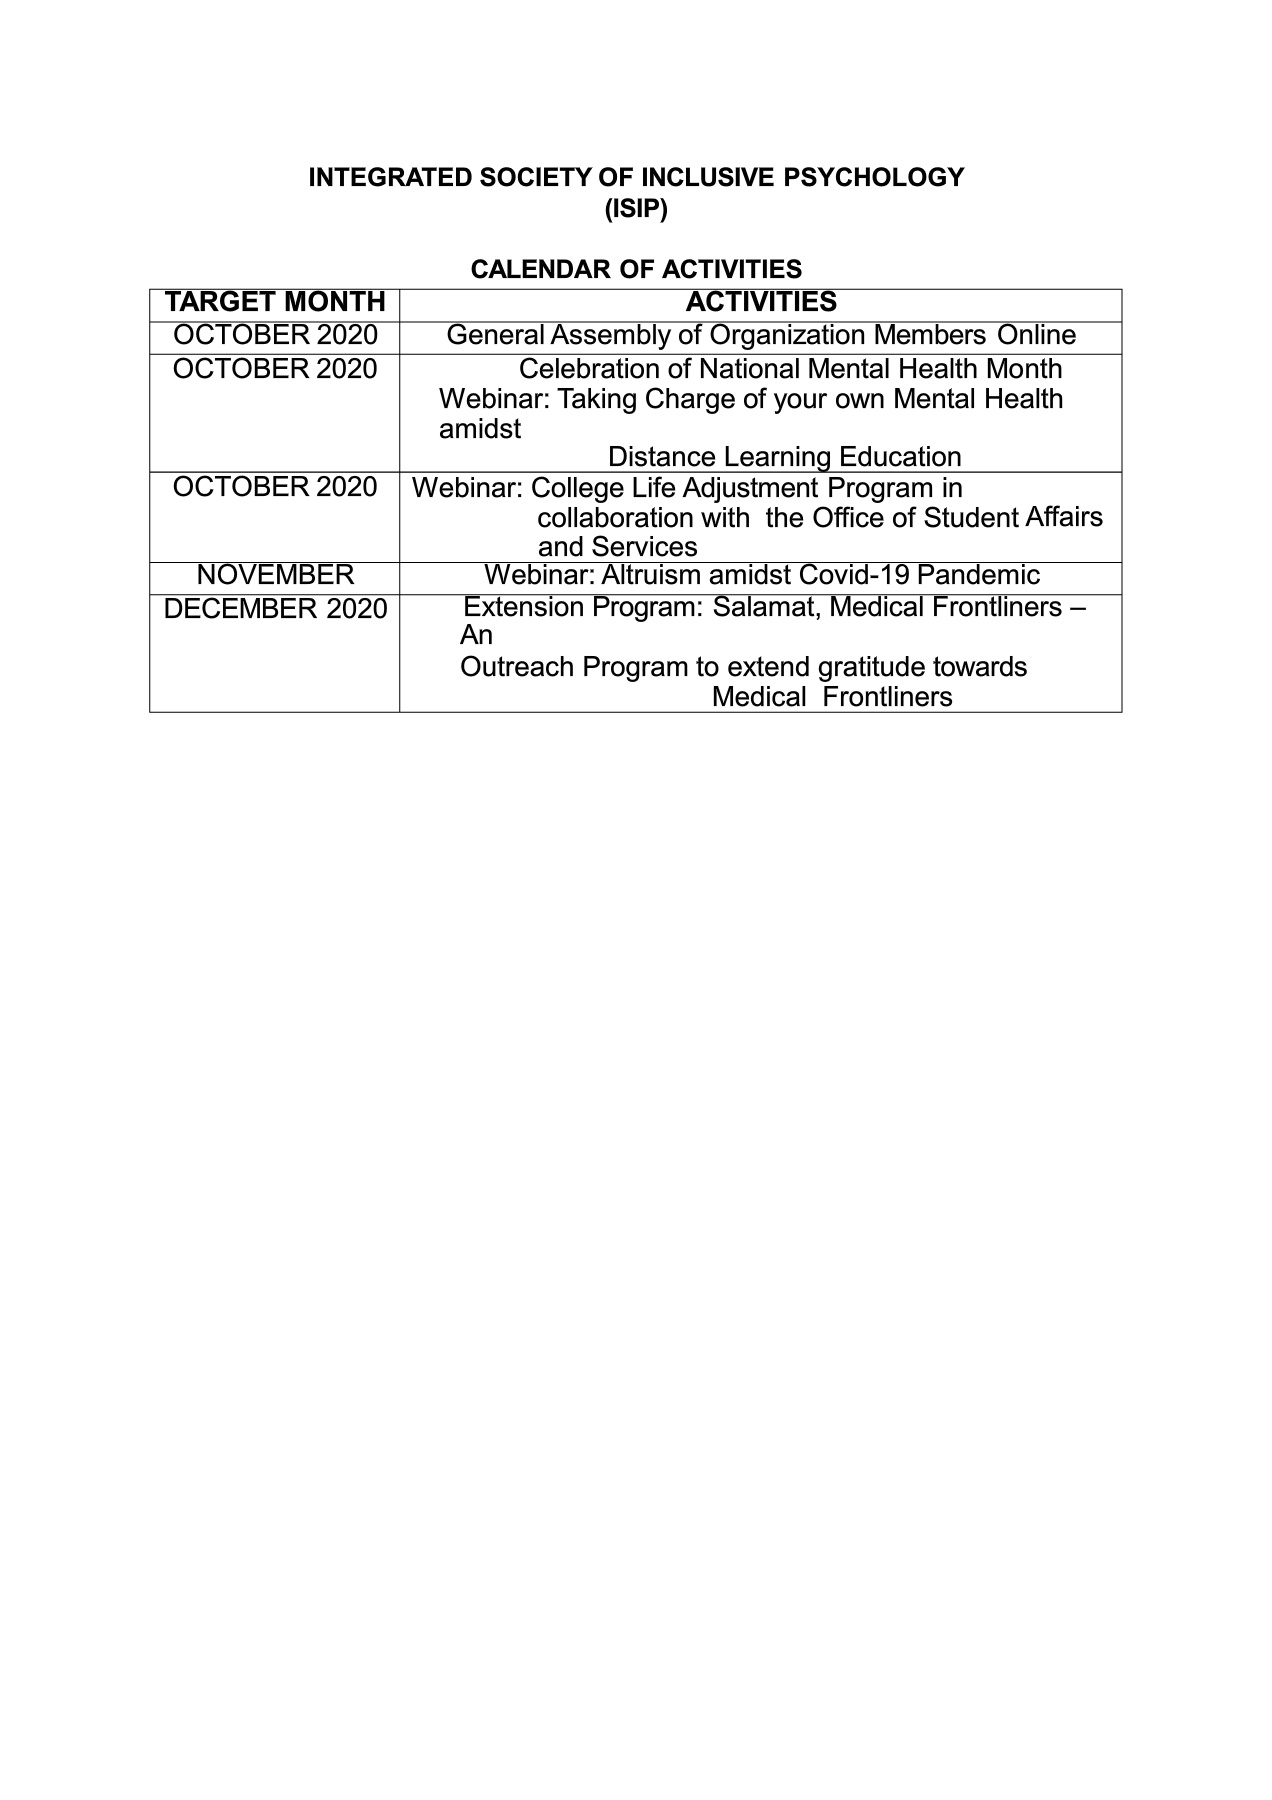 INTEGRATED SOCIETY OF INCLUSIVE PSYCHOLOGY
(ISIP)
CALENDAR OF ACTIVITIES
TARGET MONTH ACTIVITIES
OCTOBER 2020 General Assembly of Organization Members Online
OCTOBER 2020 Celebration of National Mental Health Month
Webinar: Taking Charge of your own Mental Health
amidst
Distance Learning Education
OCTOBER 2020 Webinar: College Life Adjustment Program in
collaboration with the Office of Student Affairs
and Services
NOVEMBER Webinar: Altruism amidst Covid-19 Pandemic
DECEMBER 2020 Extension Program: Salamat, Medical Frontliners –
An
Outreach Program to extend gratitude towards
Medical Frontliners